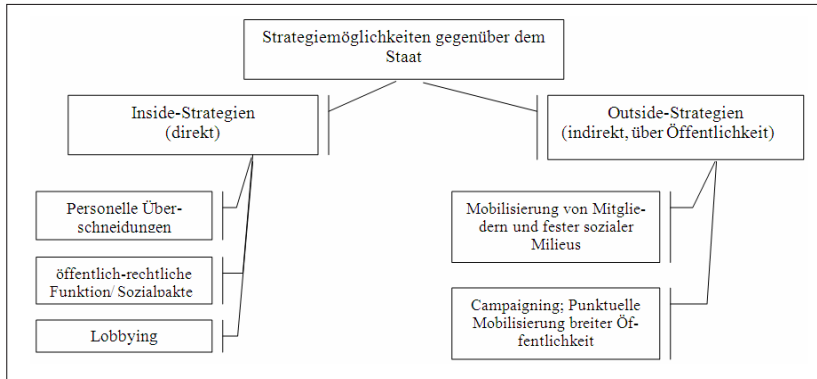 Strategiemöglichkeiten gegenüber dem
Staat
Inside-Strategien
(direkt)
Outside-Strategien
(indirekt, über Öffentlichkeit)
Personelle Über-
schneidungen
öffentlich-rechtliche
Funktion/ Sozialpakte
Lobbying
Mobilisierung von Mitglie-
dern und fester sozialer
Milieus
Campaigning; Punktuelle
Mobilisierung breiter Öf-
fentlichkeit